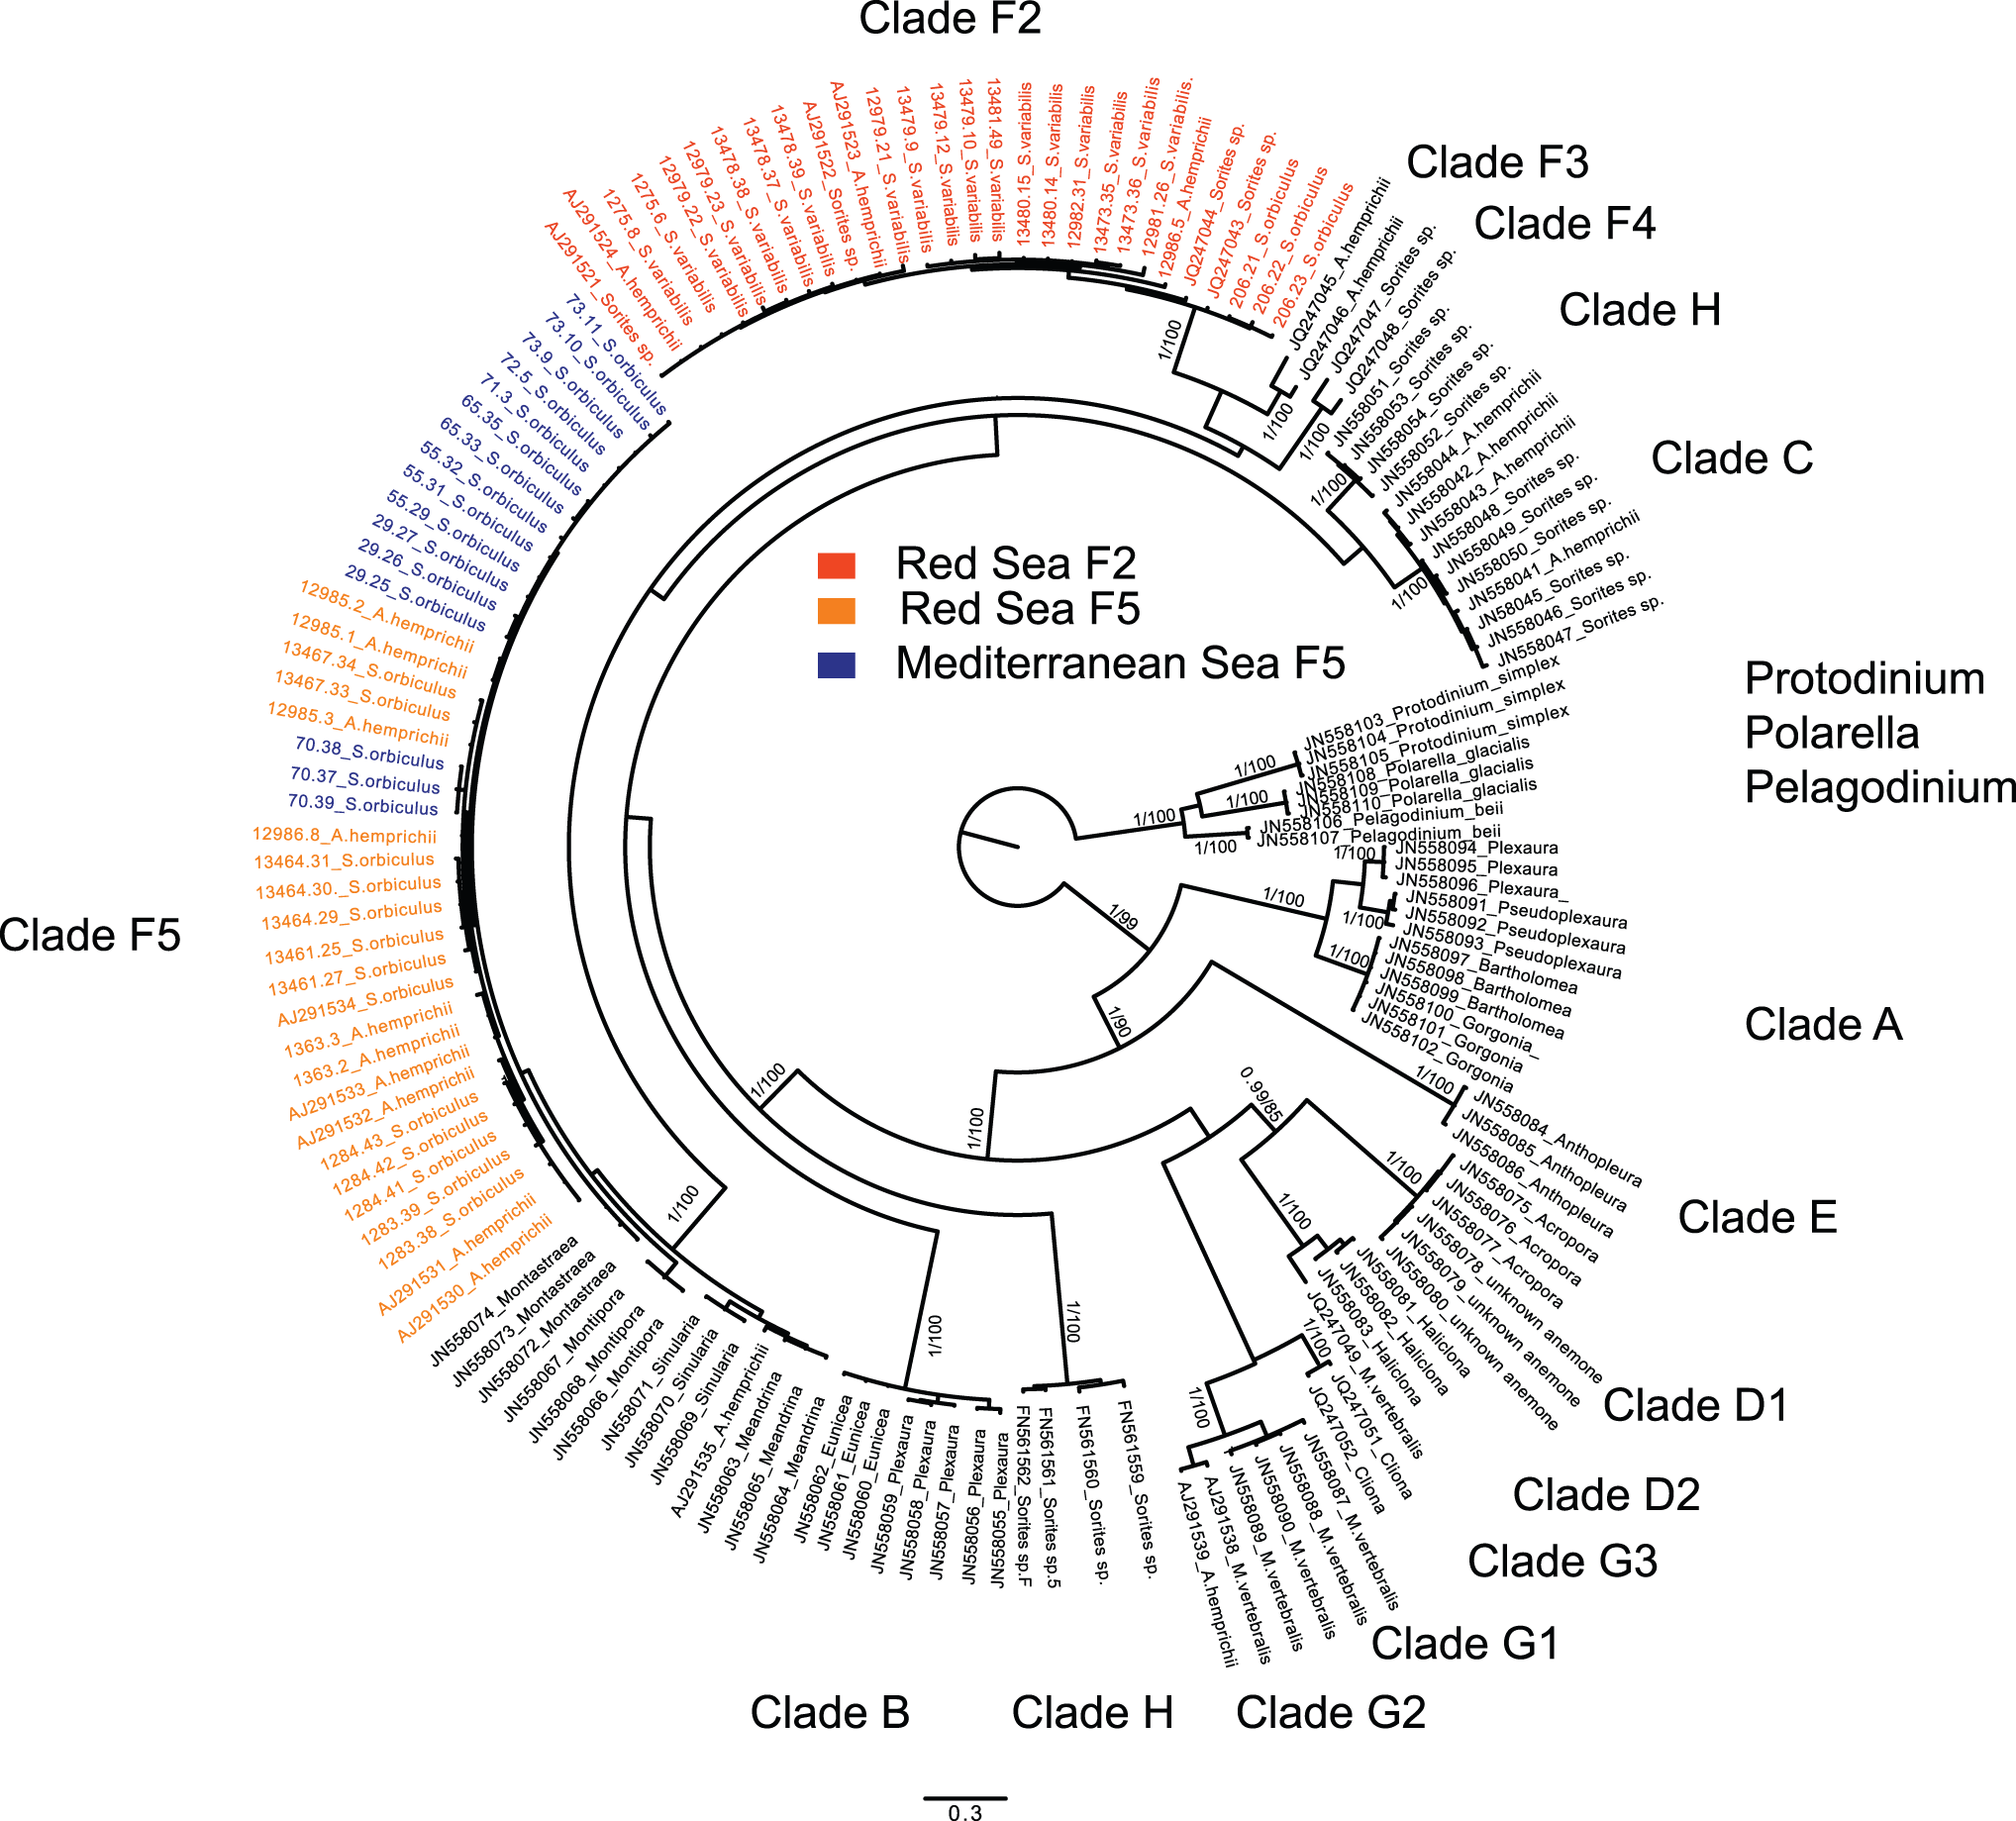 Clade F2
AJ291521_Sorites sp.
AJ291524_A.hemprichii
1275.8_S.variabilis
1275.6_S.variabilis
12979.22_S.variabilis
12979.23_S.variabilis
13478.38_S.variabilis
13478.37_S.variabilis
13478.39_S.variabilis
AJ291522_Sorites sp.
AJ291523_A.hemprichii
12979.21_S.variabilis
13479.9_S.variabilis
13479.12_S.variabilis
13479.10_S.variabilis
13481.49_S.variabilis
13480.15_S.variabilis
13480.14_S.variabilis
12982.31_S.variabilis
13473.35_S.variabilis
13473.36_S.variabilis
12981.26_S.variabilis.
12986.5_A.hemprichii
JQ247044_Sorites sp.
JQ247043_Sorites sp.
206.21_S.orbiculus
206.22_S.orbiculus
206.23_S.orbiculus
Clade F3
JQ247045_A.hemprichii
JQ247046_A.hemprichii
Clade F4
JQ247047_Sorites sp.
JQ247048_Sorites sp.
Clade H
JN558051_Sorites sp.
JN558053_Sorites sp.
JN558054_Sorites sp.
JN558052_Sorites sp.
Clade C
JN558044_A.hemprichii
JN558042_A.hemprichii
JN558043_A.hemprichii
JN558048_Sorites sp.
JN558049_Sorites sp.
JN558050_Sorites sp.
JN558041_A.hemprichii
JN58045_Sorites sp.
JN558046_Sorites sp.
JN558047_Sorites sp.
1/100
1/100
1/100
1/100
1/100
Red Sea F2
Red Sea F5
Mediterranean Sea F5
Protodinium
Polarella
Pelagodinium
JN558103_Protodinium_simplex
JN558104_Protodinium_simplex
JN558105_Protodinium_simplex
JN558108_Polarella_glacialis
JN558109_Polarella_glacialis
JN558110_Polarella_glacialis
JN558106_Pelagodinium_beii
JN558107_Pelagodinium_beii
1/100
1/100
1/100
1/100
Clade A
JN558094_Plexaura
JN558095_Plexaura
JN558096_Plexaura_
JN558091_Pseudoplexaura
JN558092_Pseudoplexaura
JN558093_Pseudoplexaura
JN558097_Bartholomea
JN558098_Bartholomea
JN558099_Bartholomea
JN558100_Gorgonia_
JN558101_Gorgonia
JN558102_Gorgonia
1/100
1/100
1/100
1/100
1/99
1/90
1/100
1/100
Clade E
JN558084_Anthopleura
JN558085_Anthopleura
JN558086_Anthopleura
1/100
0.99/85
Clade D1
JN558075_Acropora
JN558076_Acropora
JN558077_Acropora
JN558078_unknown anemone
JN558079_unknown anemone
JN558080_unknown anemone
1/100
Clade D2
JN558081_Haliclona
JN558082_Haliclona
JN558083_Haliclona
JQ247049_M.vertebralis
1/100
Clade G3
JQ247051_Cliona
JQ247052_Cliona
1/100
Clade G1
JN558087_M.vertebralis
JN558088_M.vertebralis
JN558090_M.vertebralis
JN558089_M.vertebralis
1/100
Clade G2
AJ291538_M.vertebralis
AJ291539_A.hemprichii
Clade H
FN561559_Sorites sp.
FN561560_Sorites sp.
FN561561_Sorites sp.5
FN561562_Sorites sp.F
1/100
Clade B
JN558055_Plexaura
JN558056_Plexaura
JN558057_Plexaura
JN558058_Plexaura
JN558059_Plexaura
JN558060_Eunicea
JN558061_Eunicea
JN558062_Eunicea
JN558064_Meandrina
JN558065_Meandrina
JN558063_Meandrina
AJ291535_A.hemprichii
JN558069_Sinularia
JN558070_Sinularia
JN558071_Sinularia
JN558066_Montipora
JN558068_Montipora
JN558067_Montipora
JN558072_Montastraea
JN558073_Montastraea
JN558074_Montastraea
1/100
1/100
Clade F5
AJ291530_A.hemprichii
AJ291531_A.hemprichii
1283.38_S.orbiculus
1283.39_S.orbiculus
1284.41_S.orbiculus
1284.42_S.orbiculus
1284.43_S.orbiculus
AJ291532_A.hemprichii
AJ291533_A.hemprichii
1363.2_A.hemprichii
1363.3_A.hemprichii
AJ291534_S.orbiculus
13461.27_S.orbiculus
13461.25_S.orbiculus
13464.29_S.orbiculus
13464.30._S.orbiculus
13464.31_S.orbiculus
12986.8_A.hemprichii
70.39_S.orbiculus
70.37_S.orbiculus
70.38_S.orbiculus
12985.3_A.hemprichii
13467.33_S.orbiculus
13467.34_S.orbiculus
12985.1_A.hemprichii
12985.2_A.hemprichii
29.25_S.orbiculus
29.26_S.orbiculus
29.27_S.orbiculus
55.29_S.orbiculus
55.31_S.orbiculus
55.32_S.orbiculus
65.33_S.orbiculus
65.35_S.orbiculus
71.3_S.orbiculus
72.5_S.orbiculus
73.9_S.orbiculus
73.10_S.orbiculus
73.11_S.orbiculus
0.3